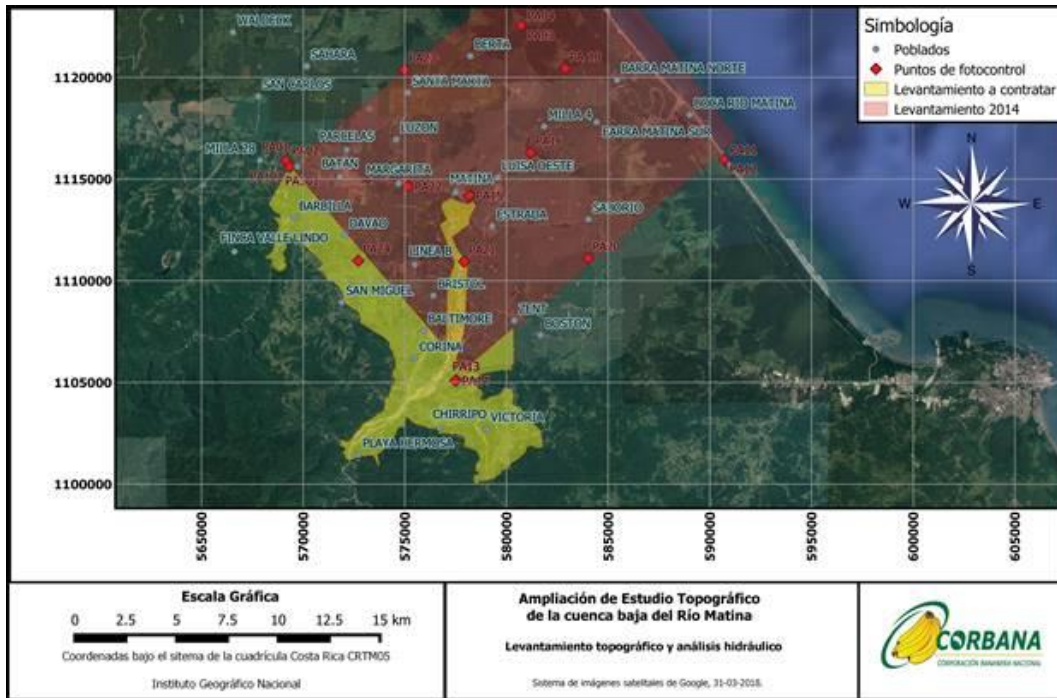 WALDECK
SAHARA
SAN CARLOS
BERTA
SANTA MARTA
BARRA MATINA NORTE
BOCA RIO MATINA
MILLA 4
BARRA MATINA SUR
LUZON
PARCELAS
MILLA 28
BATAN
MARGARITA
MATINA
LUISA OESTE
ESTRADA
SABORIO
BARBILLA
DAVAO
FINCA VALLE LINDO
LINEA B
PA21
PA20
SAN MIGUEL
BRISTOL
BALTIMORE
ZENT
BOSTON
CORINA
PA13
CHIRRIPO
VICTORIA
PLAYA HERMOSA
1120000
1115000
1110000
1105000
1100000
565000
570000
575000
580000
585000
590000
595000
600000
605000
Simbología
Poblados
Puntos de fotocontrol
Levantamiento a contratar
Levantamiento 2014
N
W
E
S
Escala Gráfica
0 2.5 5 7.5 10 12.5 15 km
Coordenadas bajo el sitema de la cuadrícula Costa Rica CRTM05
Instituto Geográfico Nacional
Ampliación de Estudio Topográfico
de la cuenca baja del Río Matina
Levantamiento topográfico y análisis hidráulico
Sistema de imágenes satelitales de Google, 31-03-2018.
CORBANA
CORPORACIÓN BANANERA NACIONAL